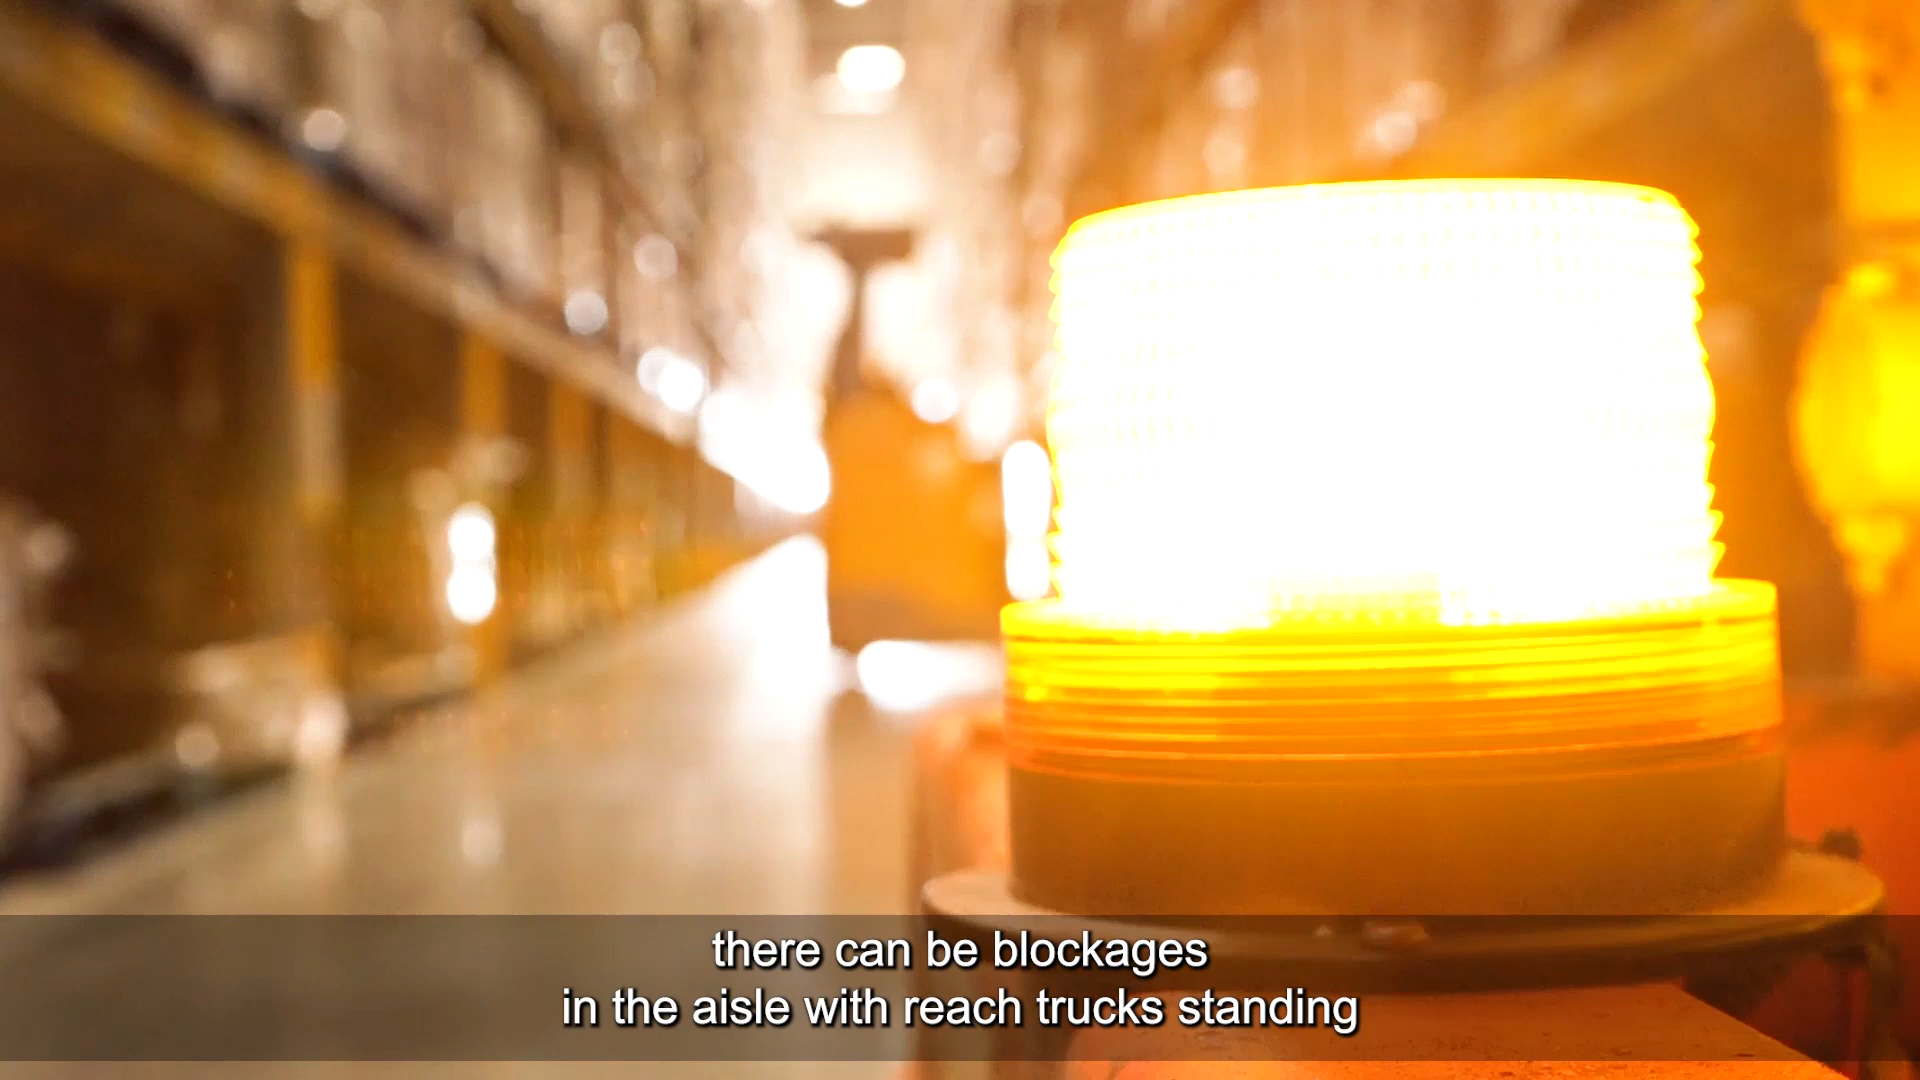 there can be blockages
in the aisle with reach trucks standing